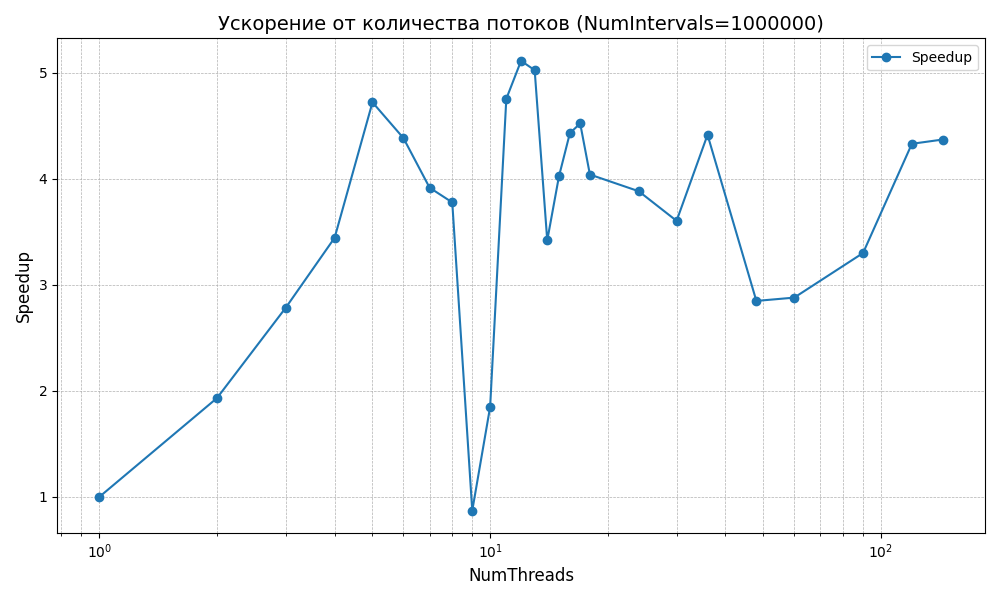 Ускорение от количества потоков (NumIntervals=1000000)
Speedup
5
4
3
2
1
Speedup
10⁰
10¹
10²
NumThreads